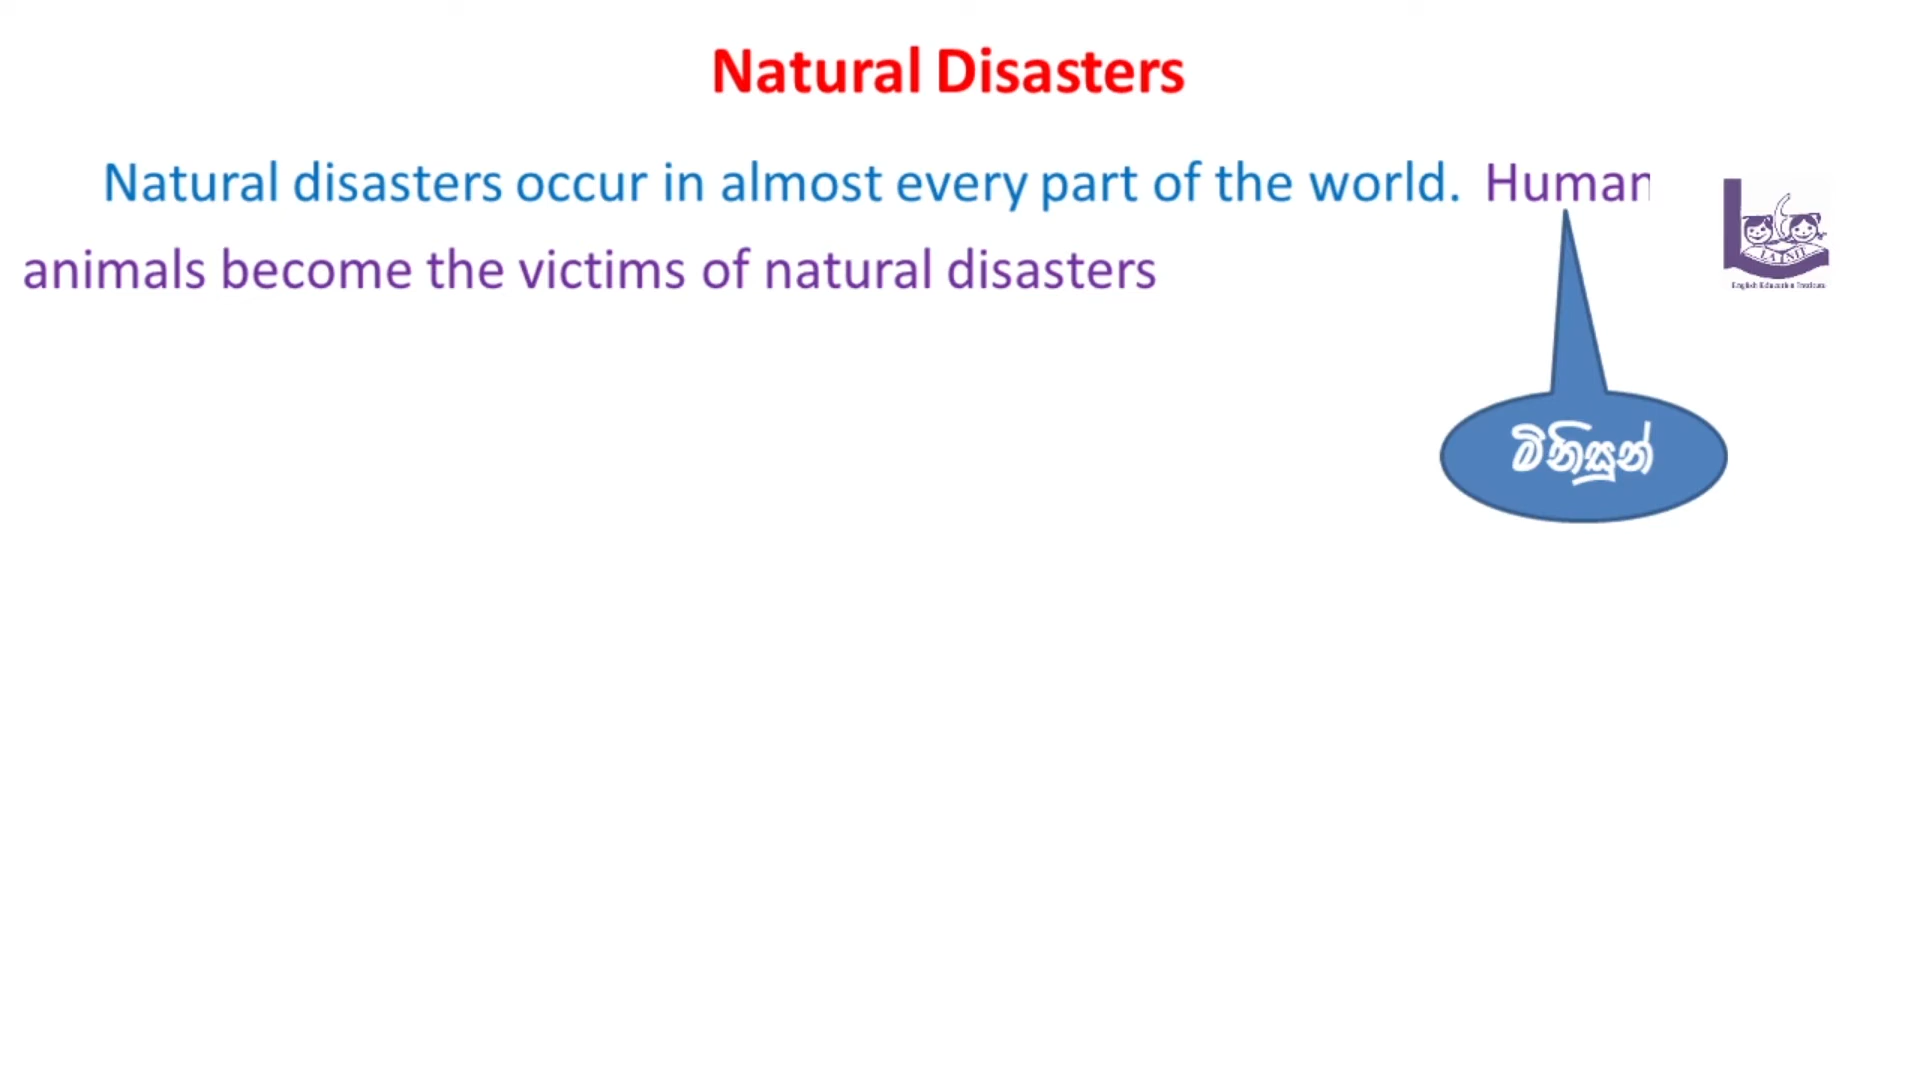 Natural Disasters
Natural disasters occur in almost every part of the world. Human
animals become the victims of natural disasters
මිනිසුන්